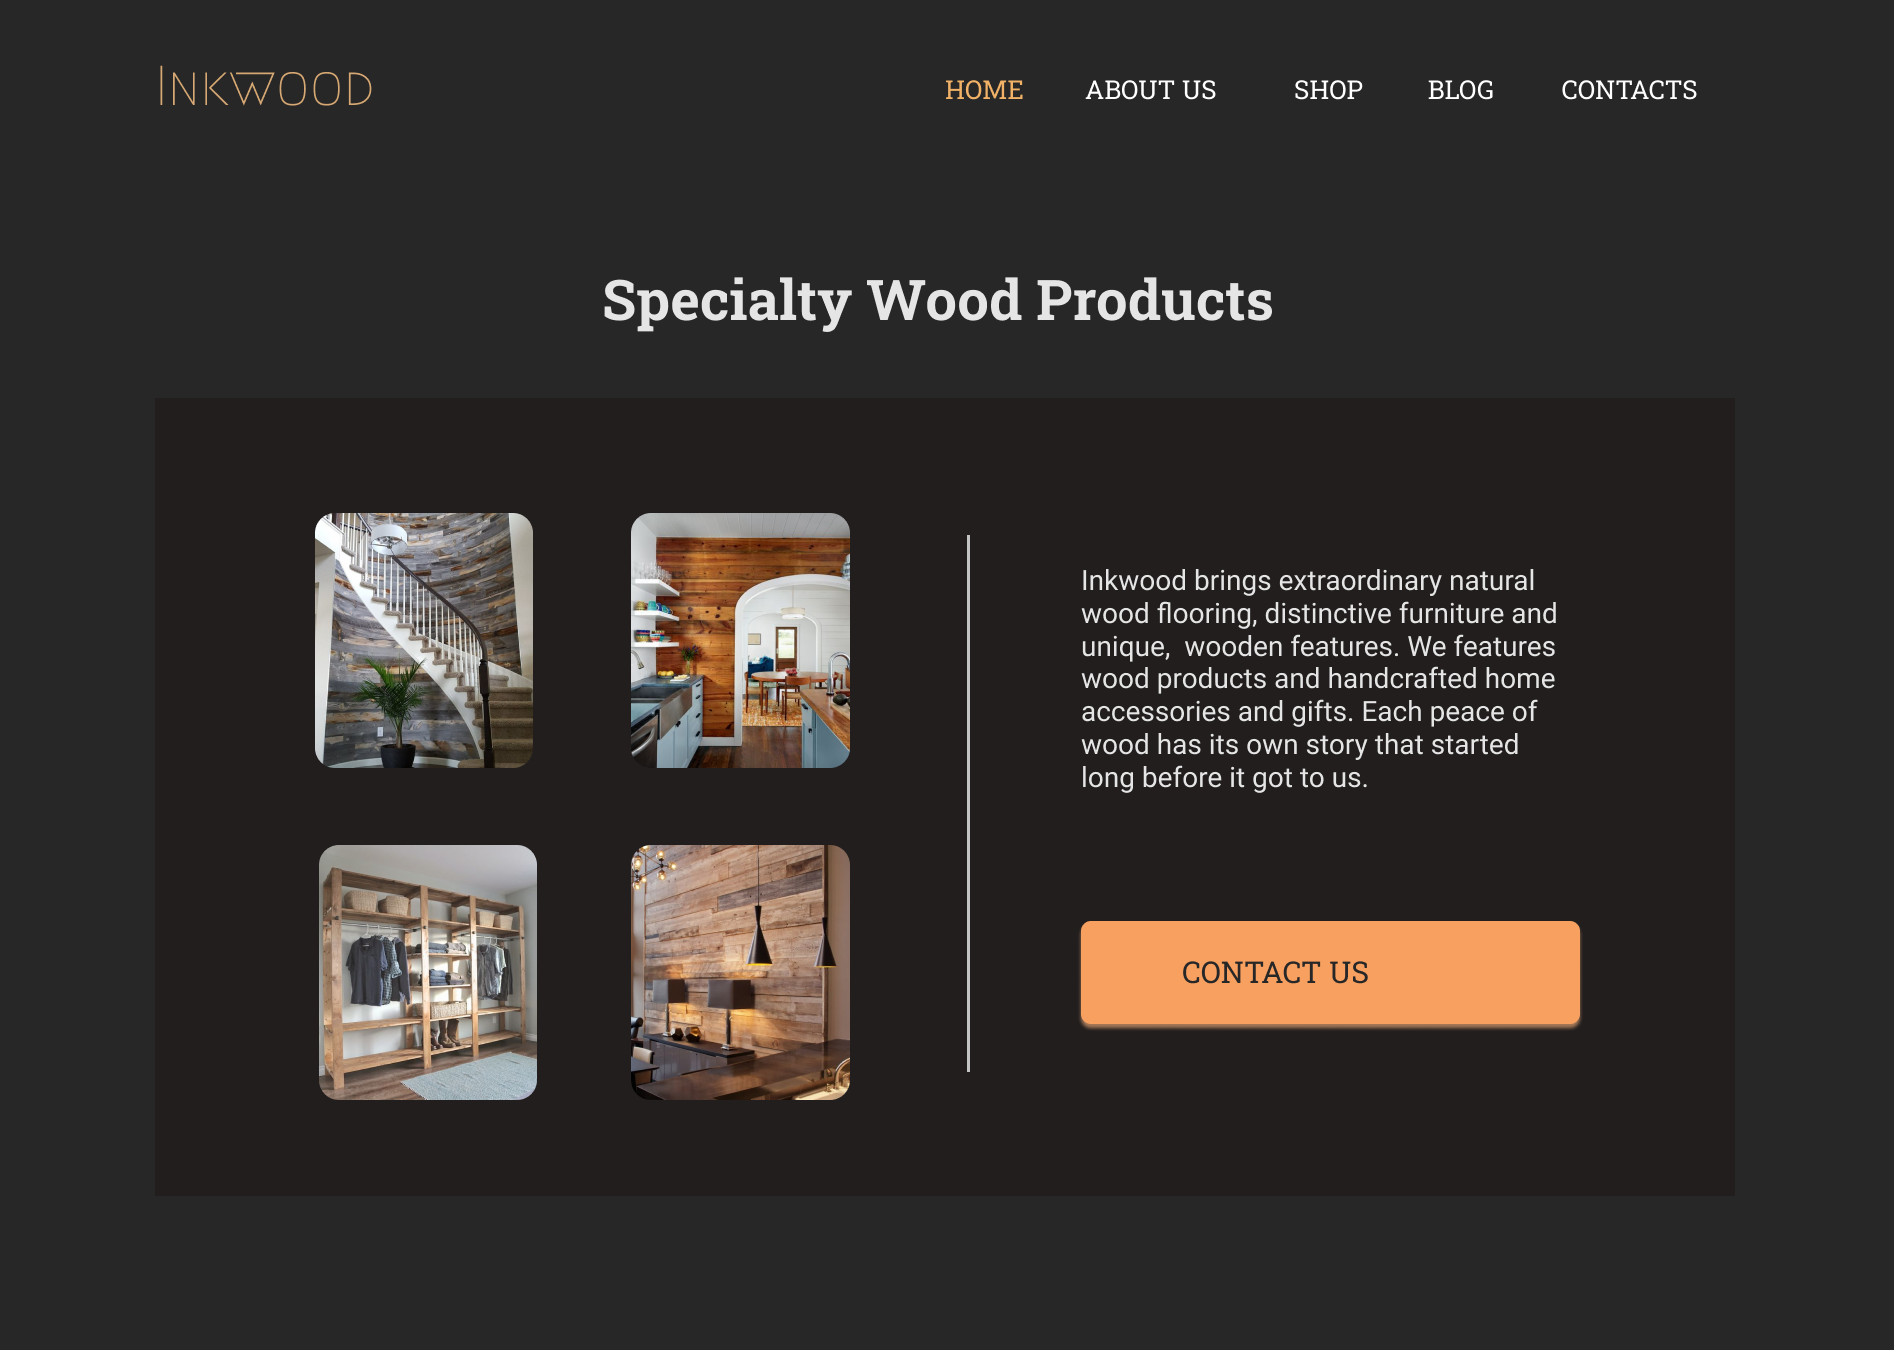 INKWOOD
HOME ABOUT US SHOP BLOG CONTACTS
Specialty Wood Products
Inkwood brings extraordinary natural
wood flooring, distinctive furniture and
unique,  wooden features. We features
wood products and handcrafted home
accessories and gifts. Each peace of
wood has its own story that started
long before it got to us.
CONTACT US